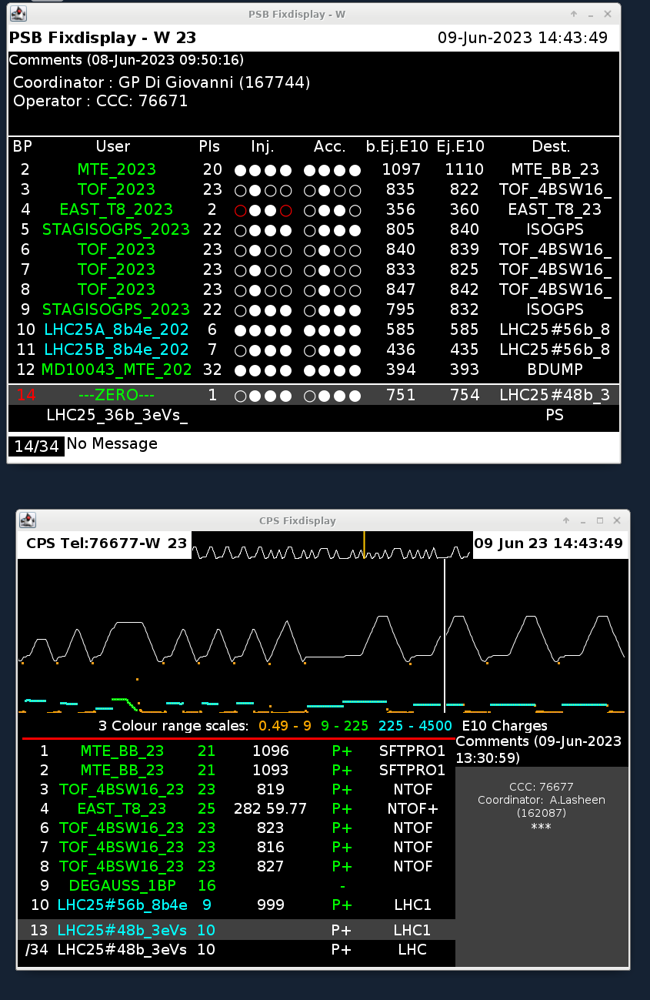 PSB Fixdisplay - W
PSB Fixdisplay - W 23 09-Jun-2023 14:43:49
Comments (08-Jun-2023 09:50:16)
Coordinator : GP Di Giovanni (167744)
Operator : CCC: 76671
BP User Pls Inj. Acc. b.Ej.E10 Ej.E10 Dest.
2 MTE_2023 20 1097 1110 MTE_BB_23
3 TOF_2023 23 835 822 TOF_4BSW16_
4 EAST_T8_2023 2 356 360 EAST_T8_23
5 STAGISOGPS_2023 22 805 840 ISOGPS
6 TOF_2023 23 840 839 TOF_4BSW16_
7 TOF_2023 23 833 825 TOF_4BSW16_
8 TOF_2023 23 847 842 TOF_4BSW16_
9 STAGISOGPS_2023 22 795 832 ISOGPS
10 LHC25A_8b4e_202 6 585 585 LHC25#56b_8
11 LHC25B_8b4e_202 7 436 435 LHC25#56b_8
12 MD10043_MTE_202 32 394 393 BDUMP
14 ---ZERO--- 1 751 754 LHC25#48b_3
LHC25_36b_3eVs_ PS
14/34 No Message
CPS Fixdisplay
CPS Tel:76677-W 23 09 Jun 23 14:43:49
3 Colour range scales: 0.49 - 9 9 - 225 225 - 4500 E10 Charges
Comments (09-Jun-2023
13:30:59)
1 MTE_BB_23 21 1096 P+ SFTPRO1
2 MTE_BB_23 21 1093 P+ SFTPRO1
3 TOF_4BSW16_23 23 819 P+ NTOF
4 EAST_T8_23 25 282 59.77 P+ NTOF+
6 TOF_4BSW16_23 23 823 P+ NTOF
7 TOF_4BSW16_23 23 816 P+ NTOF
8 TOF_4BSW16_23 23 827 P+ NTOF
9 DEGAUSS_1BP 16 -
10 LHC25#56b_8b4e 9 999 P+ LHC1
13 LHC25#48b_3eVs 10 P+ LHC1
/34 LHC25#48b_3eVs 10 P+ LHC
CCC: 76677
Coordinator: A.Lasheen
(162087)
***